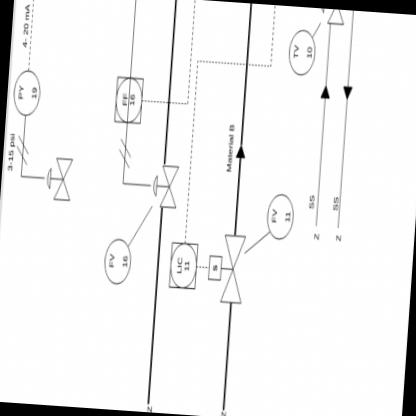 4- 20 mA
PY
19
3-15 psi
FF
16
FV
16
LIC
11
s
Material B
FV
11
TV
10
SS
SS
N
N
N
N